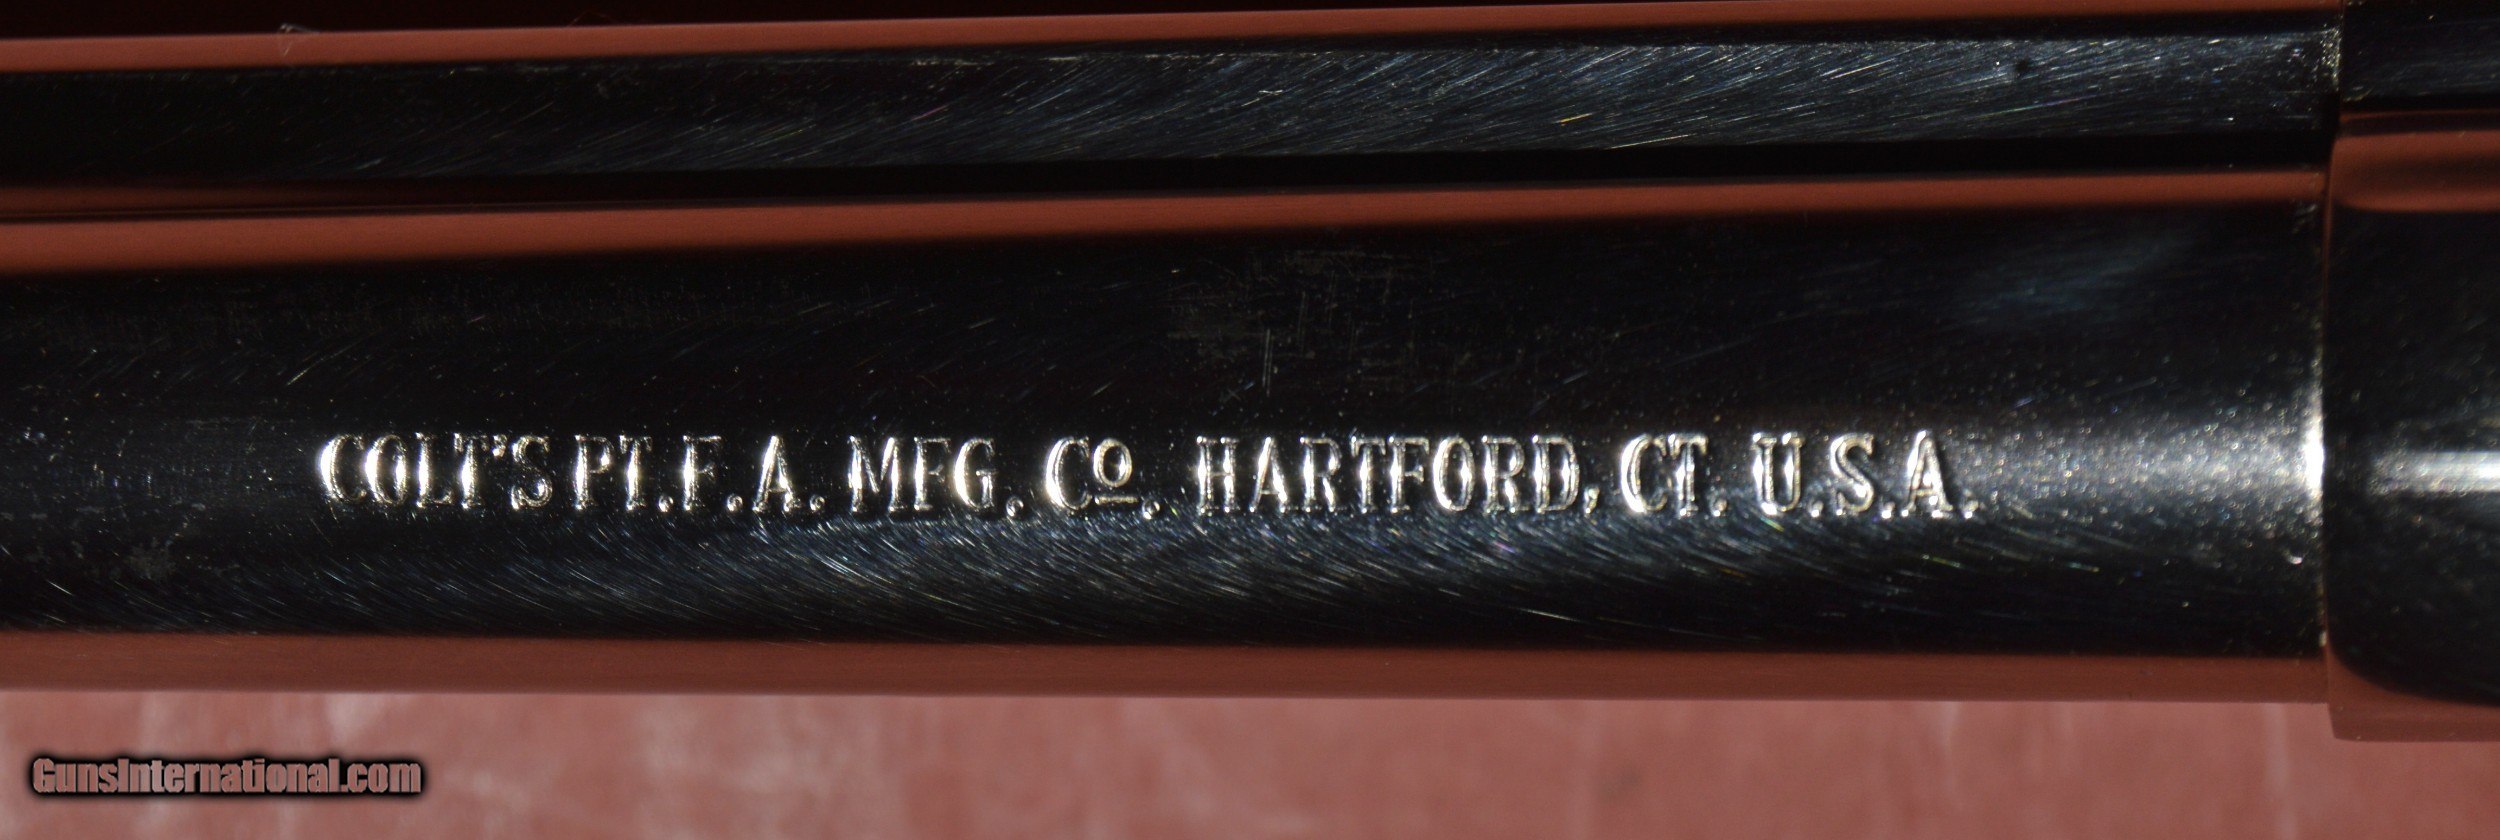 COLT'S PT. F. A. MFG. Co. HARTFORD, CT. U.S.A.
GunsInternational.com